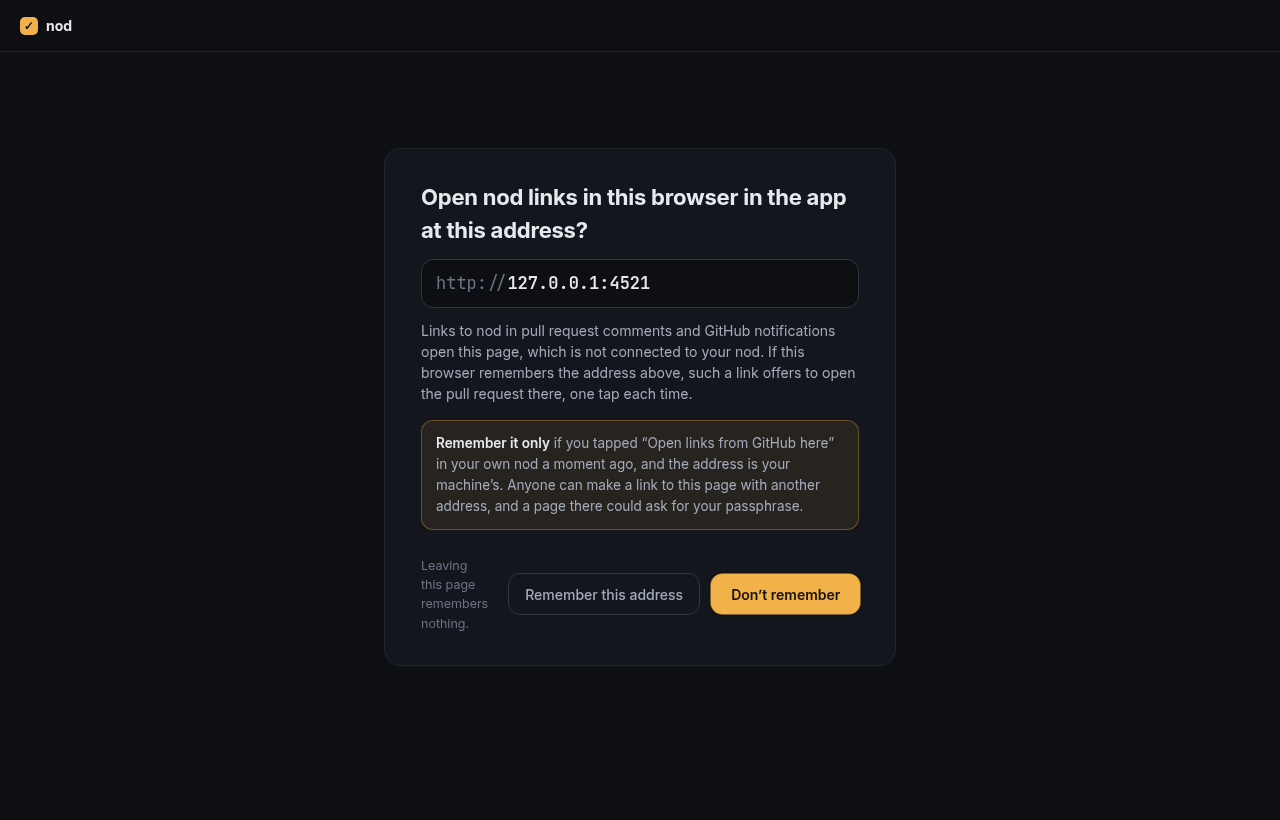 ✓ nod
Open nod links in this browser in the app
at this address?
http://127.0.0.1:4521
Links to nod in pull request comments and GitHub notifications
open this page, which is not connected to your nod. If this
browser remembers the address above, such a link offers to open
the pull request there, one tap each time.
Remember it only if you tapped “Open links from GitHub here”
in your own nod a moment ago, and the address is your
machine’s. Anyone can make a link to this page with another
address, and a page there could ask for your passphrase.
Leaving
this page
remembers
nothing.
Remember this address
Don’t remember